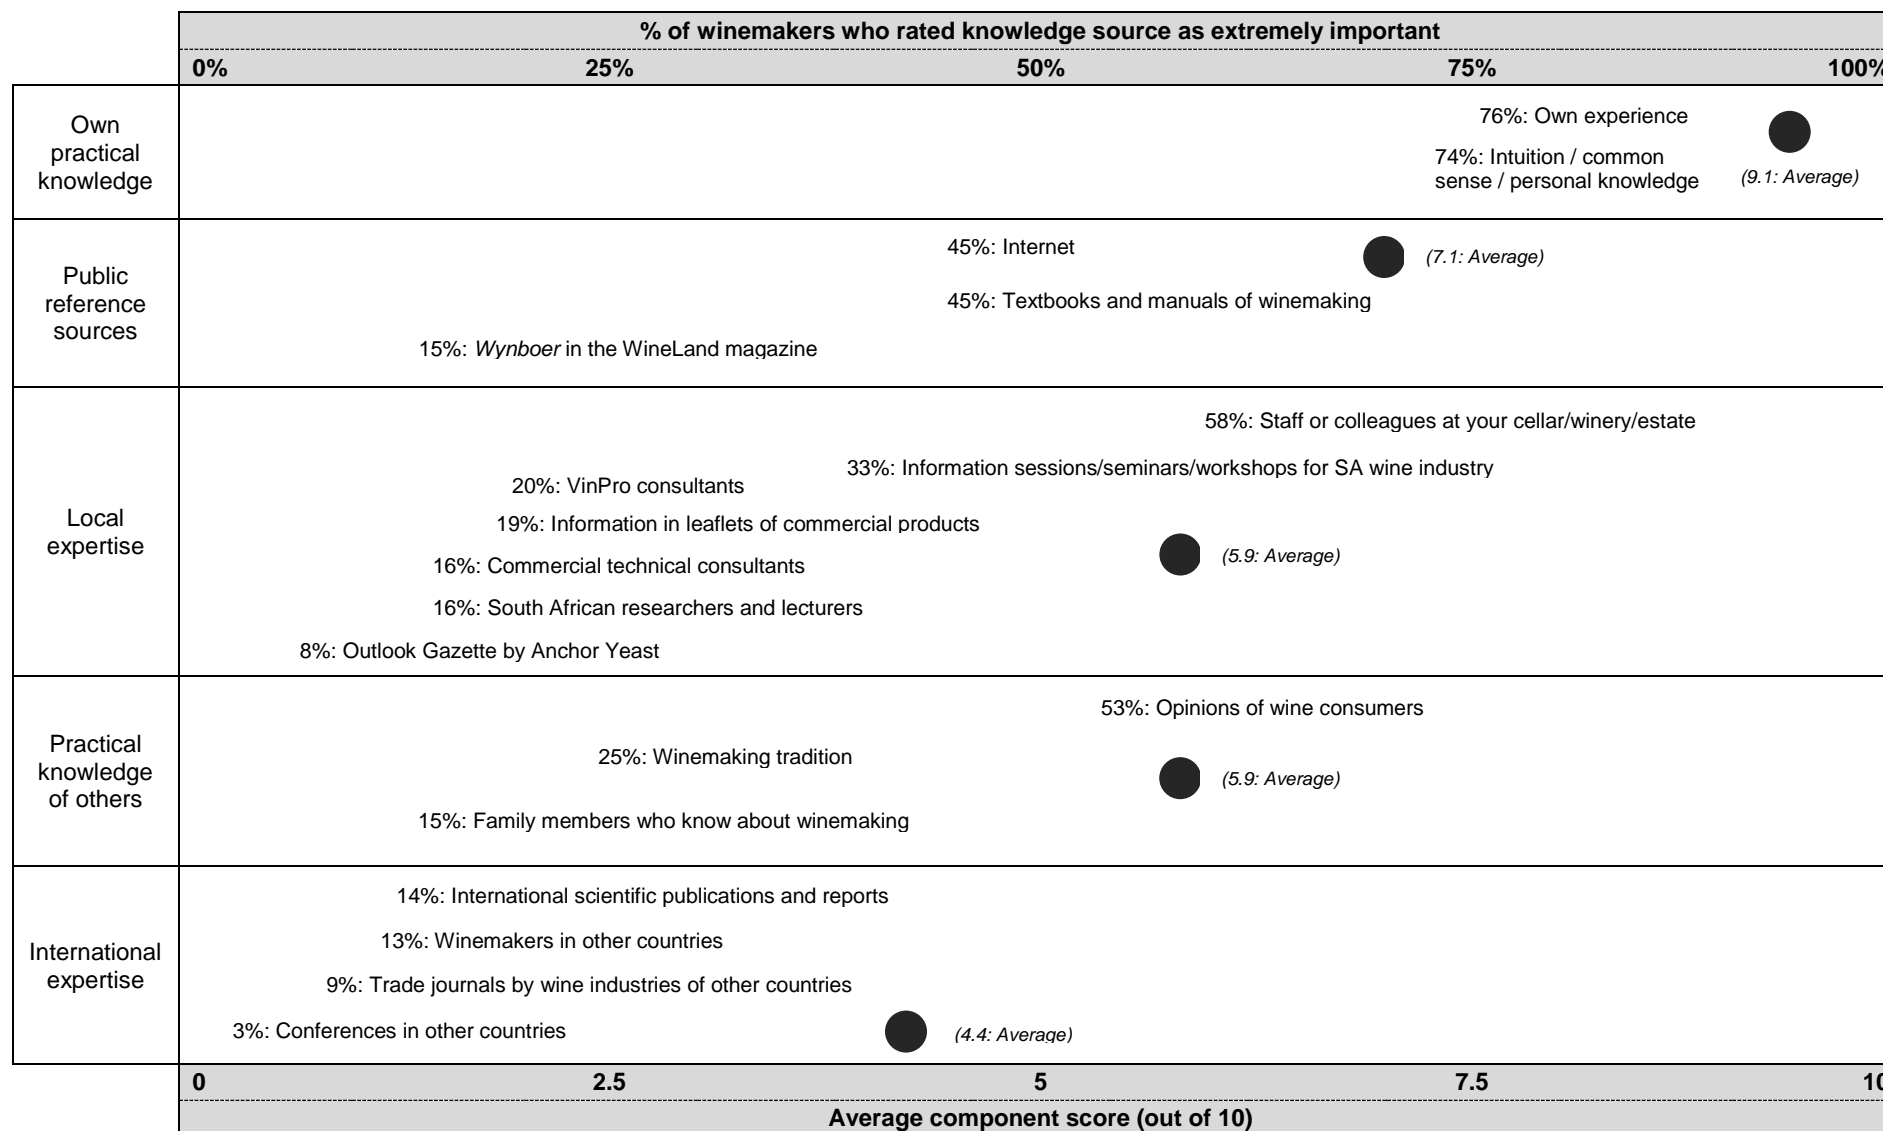 % of winemakers who rated knowledge source as extremely important
0% 25% 50% 75% 100%
Own
practical
knowledge
76%: Own experience
74%: Intuition / common
sense / personal knowledge
(9.1: Average)
Public
reference
sources
45%: Internet
(7.1: Average)
45%: Textbooks and manuals of winemaking
15%: Wynboer in the WineLand magazine
Local
expertise
58%: Staff or colleagues at your cellar/winery/estate
33%: Information sessions/seminars/workshops for SA wine industry
20%: VinPro consultants
19%: Information in leaflets of commercial products
(5.9: Average)
16%: Commercial technical consultants
16%: South African researchers and lecturers
8%: Outlook Gazette by Anchor Yeast
Practical
knowledge
of others
53%: Opinions of wine consumers
25%: Winemaking tradition
(5.9: Average)
15%: Family members who know about winemaking
International
expertise
14%: International scientific publications and reports
13%: Winemakers in other countries
9%: Trade journals by wine industries of other countries
3%: Conferences in other countries
(4.4: Average)
0 2.5 5 7.5 10
Average component score (out of 10)